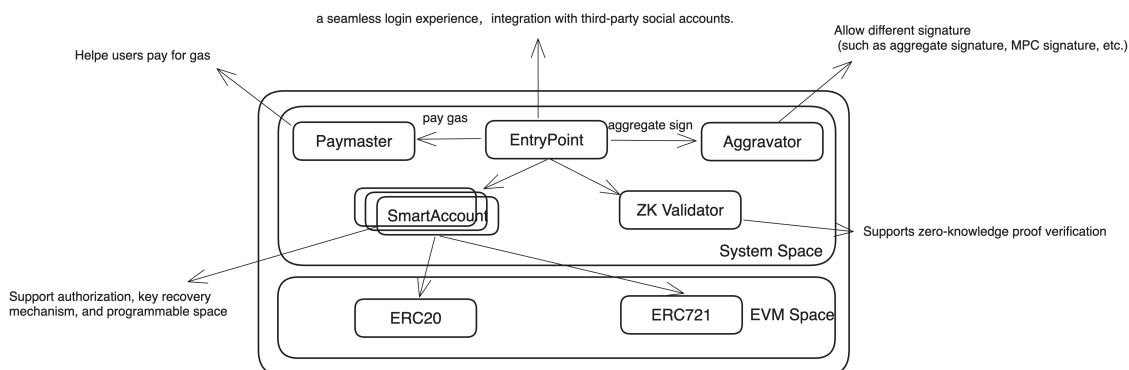 a seamless login experience, integration with third-party social accounts.
Allow different signature
(such as aggregate signature, MPC signature, etc.)
Helpe users pay for gas
pay gas
aggregate sign
Paymaster
EntryPoint
Aggravator
SmartAccount
ZK Validator
Supports zero-knowledge proof verification
System Space
Support authorization, key recovery
mechanism, and programmable space
ERC20
ERC721
EVM Space